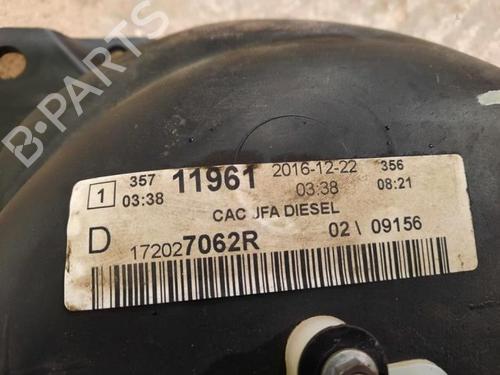 B-PARTS
1 357 11961 2016-12-22 356
03:38 03:38 08:21
CAC JFA DIESEL
D 172027062R 02\ 09156